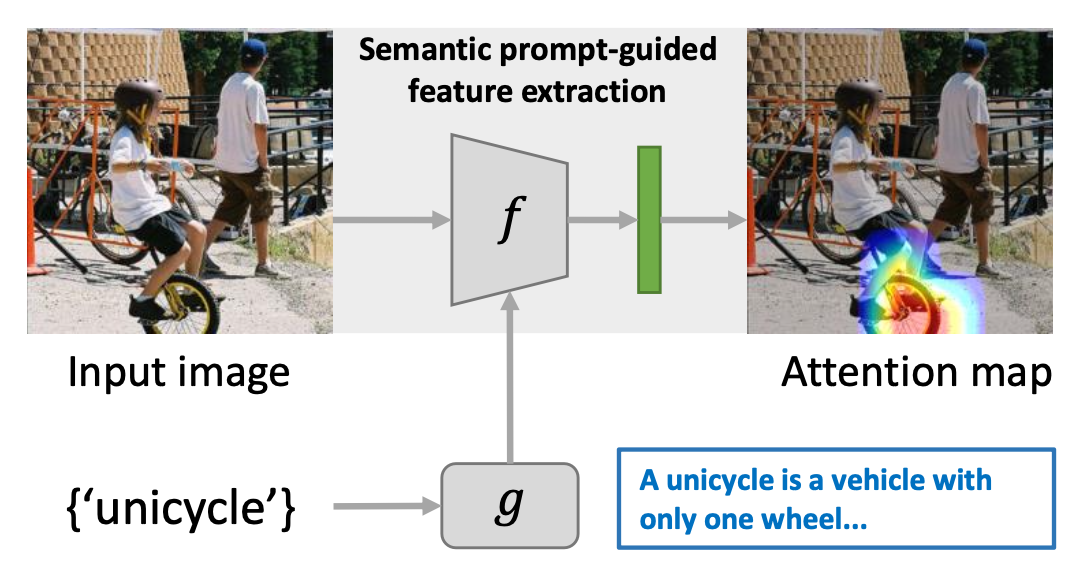 Semantic prompt-guided
feature extraction
f
Input image
Attention map
{‘unicycle’}
g
A unicycle is a vehicle with
only one wheel...